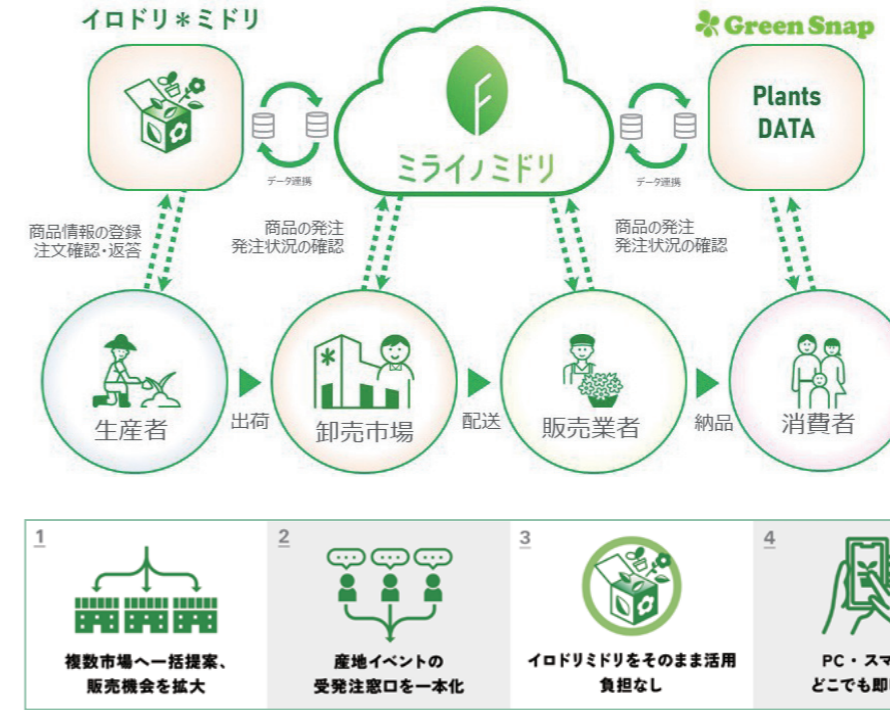 イロドリ＊ミドリ
Green Snap
ミライノミドリ
Plants
DATA
データ連携
データ連携
商品情報の登録
注文確認・返答
商品の発注
発注状況の確認
商品の発注
発注状況の確認
生産者
出荷
卸売市場
配送
販売業者
納品
消費者
1
複数市場へ一括提案、
販売機会を拡大
2
産地イベントの
受発注窓口を一本化
3
イロドリミドリをそのまま活用
負担なし
4
PC・スマ
どこでも即